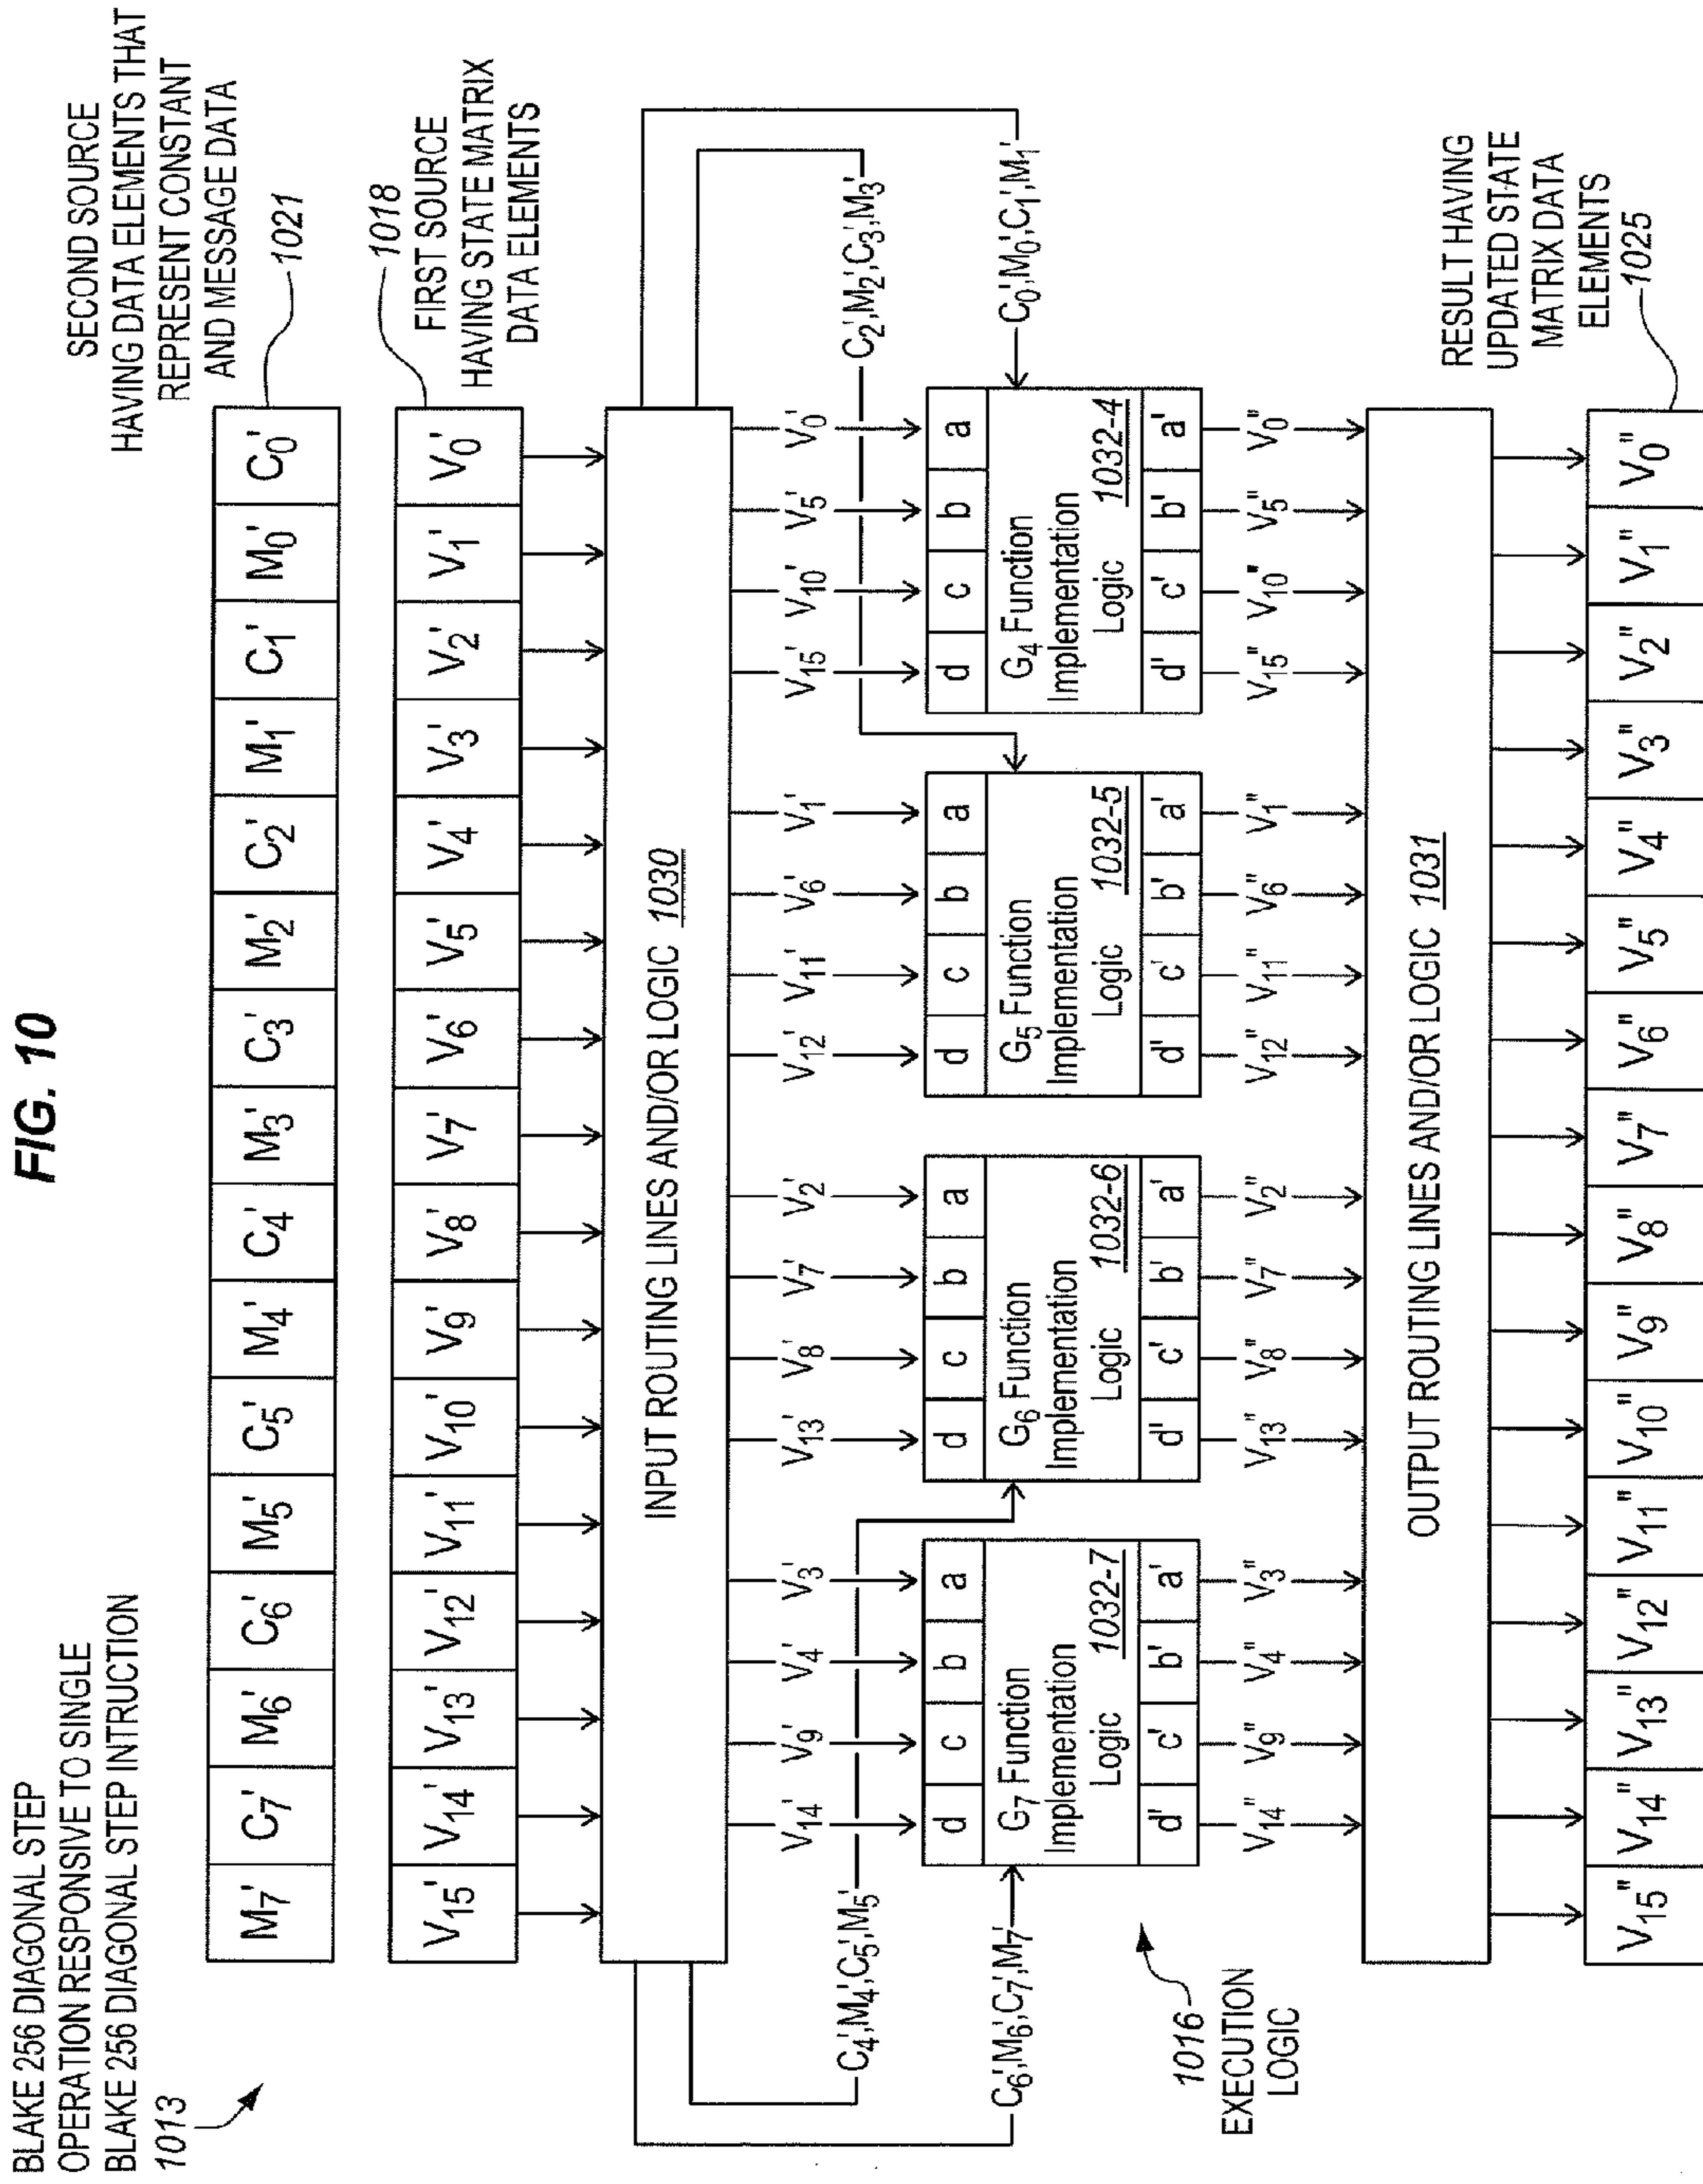 FIG. 10
BLAKE 256 DIAGONAL STEP
OPERATION RESPONSIVE TO SINGLE
BLAKE 256 DIAGONAL STEP INTRUCTION
1013
SECOND SOURCE
HAVING DATA ELEMENTS THAT
REPRESENT CONSTANT
AND MESSAGE DATA
1021
M7' C7' M6' C6' M5' C5' M4' C4' M3' C3' M2' C2' M1' C1' M0' C0'
1018
FIRST SOURCE
HAVING STATE MATRIX
DATA ELEMENTS
V15' V14' V13' V12' V11' V10' V9' V8' V7' V6' V5' V4' V3' V2' V1' V0'
INPUT ROUTING LINES AND/OR LOGIC 1030
V14' V9' V4' V3' V13' V8' V7' V2' V12' V11' V6' V1' V15' V10' V5' V0'
C4',M4',C5',M5'
C2',M2',C3',M3'
C6',M6',C7',M7'
C0',M0',C1',M1'
d c b a d c b a d c b a d c b a
G7 Function
Implementation
Logic 1032-7
G6 Function
Implementation
Logic 1032-6
G5 Function
Implementation
Logic 1032-5
G4 Function
Implementation
Logic 1032-4
d' c' b' a' d' c' b' a' d' c' b' a' d' c' b' a'
1016
EXECUTION
LOGIC
V14" V9" V4" V3" V13" V8" V7" V2" V12" V11" V6" V1" V15" V10" V5" V0"
OUTPUT ROUTING LINES AND/OR LOGIC 1031
RESULT HAVING
UPDATED STATE
MATRIX DATA
ELEMENTS
1025
V15" V14" V13" V12" V11" V10" V9" V8" V7" V6" V5" V4" V3" V2" V1" V0"